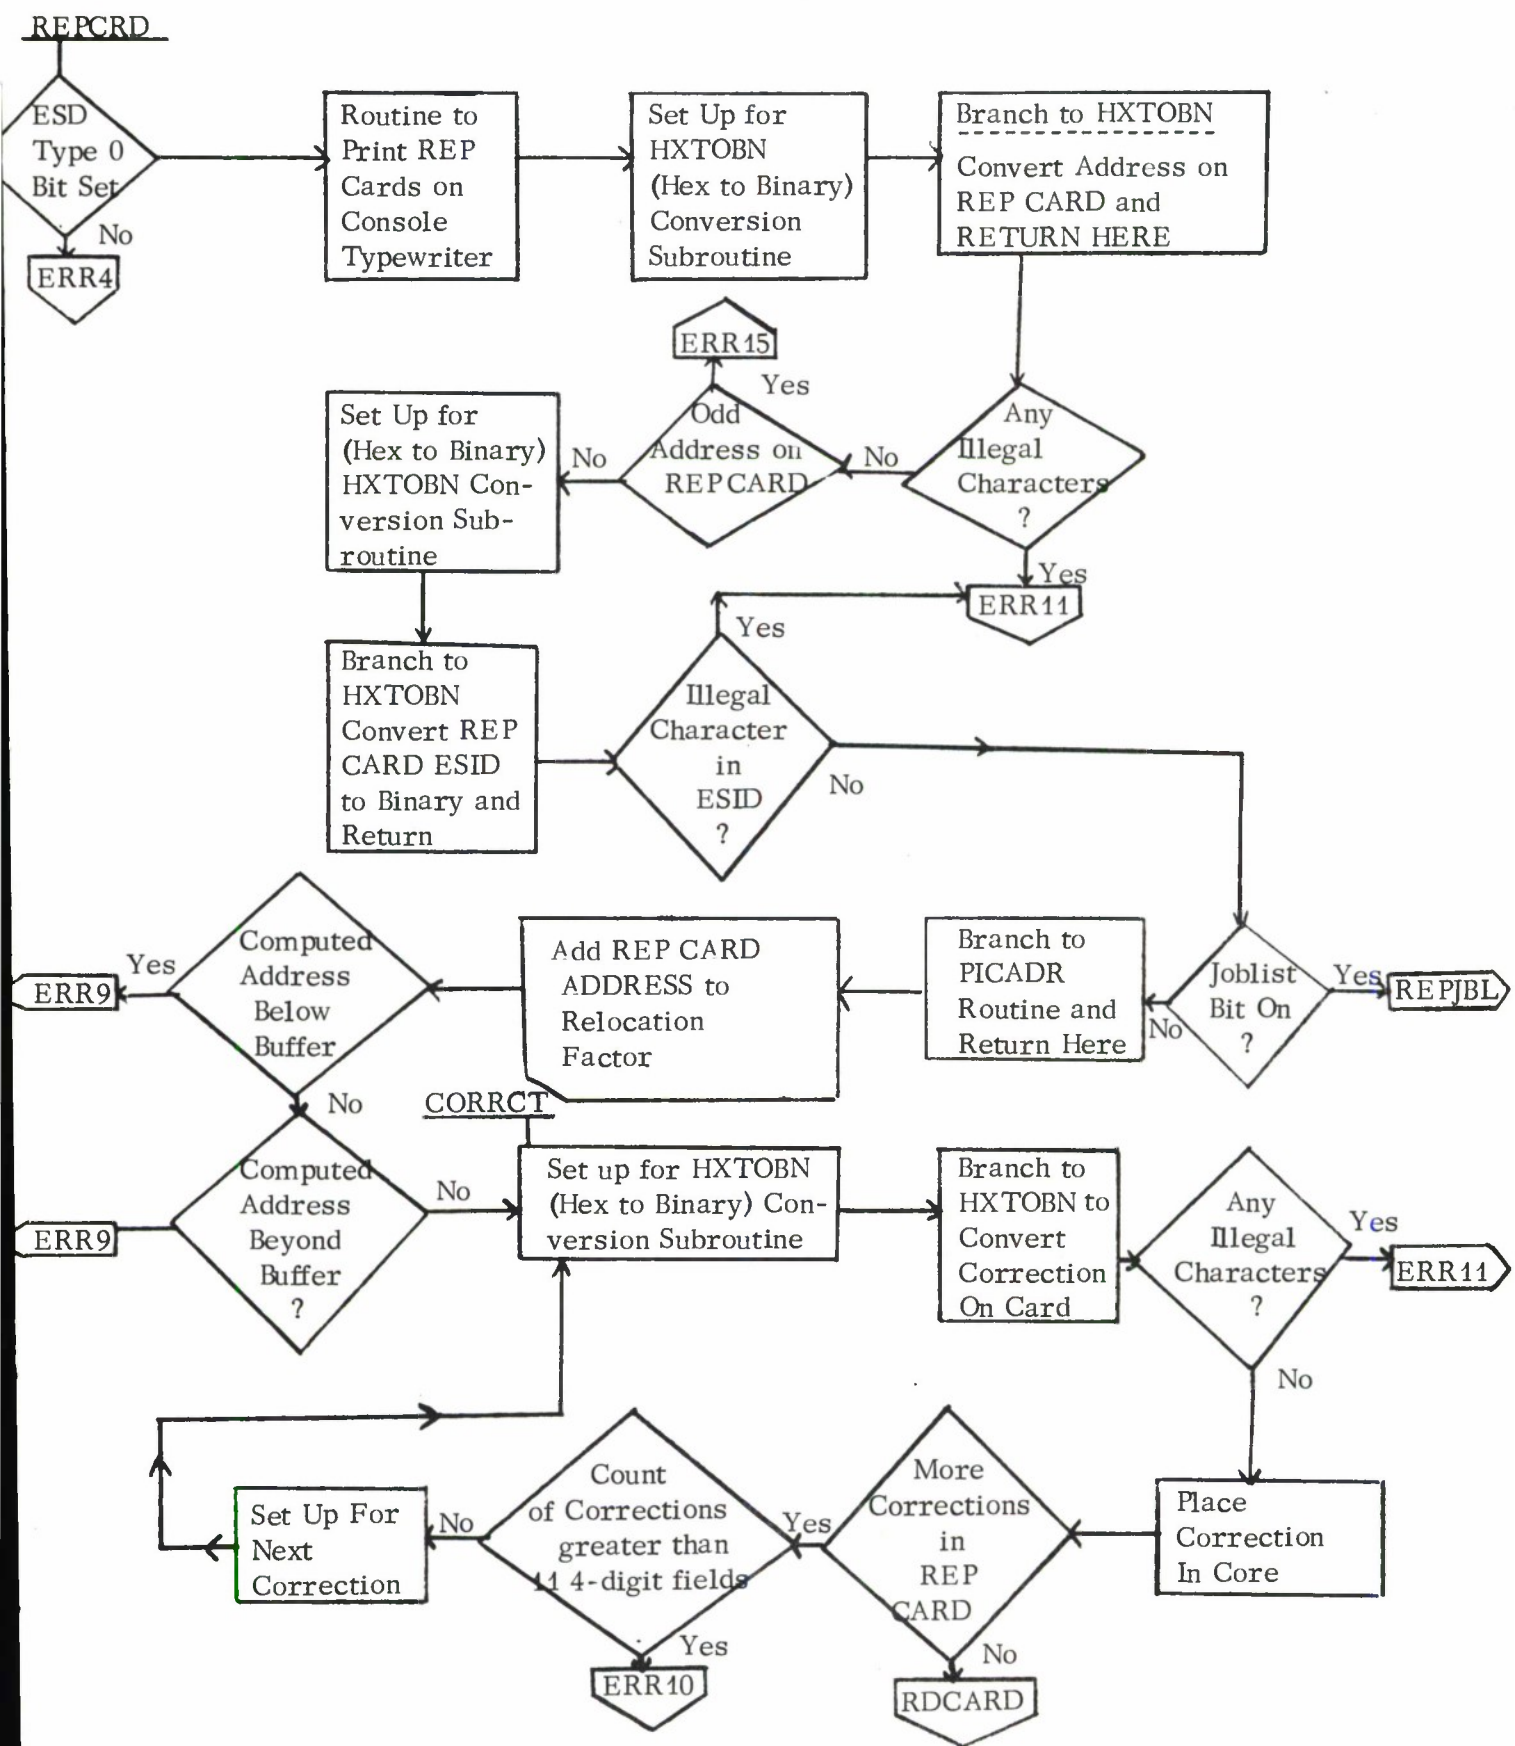 REPCRD
ESD
Type 0
Bit Set
No
ERR4
Routine to
Print REP
Cards on
Console
Typewriter
Set Up for
HXTOBN
(Hex to Binary)
Conversion
Subroutine
Branch to HXTOBN
Convert Address on
REP CARD and
RETURN HERE
Any
Illegal
Characters
?
Yes
ERR11
No
Odd
Address on
REPCARD
Yes
ERR15
No
Set Up for
(Hex to Binary)
HXTOBN Con-
version Sub-
routine
Branch to
HXTOBN
Convert REP
CARD ESID
to Binary and
Return
Illegal
Character
in
ESID
?
Yes
No
Joblist
Bit On
?
Yes
REPJBL
No
Branch to
PICADR
Routine and
Return Here
Add REP CARD
ADDRESS to
Relocation
Factor
Computed
Address
Below
Buffer
Yes
ERR9
No
Computed
Address
Beyond
Buffer
?
ERR9
No
CORRCT
Set up for HXTOBN
(Hex to Binary) Con-
version Subroutine
Branch to
HXTOBN to
Convert
Correction
On Card
Any
Illegal
Characters
?
Yes
ERR11
No
Place
Correction
In Core
More
Corrections
in
REP
CARD
No
RDCARD
Yes
Count
of Corrections
greater than
11 4-digit fields
Yes
ERR10
No
Set Up For
Next
Correction